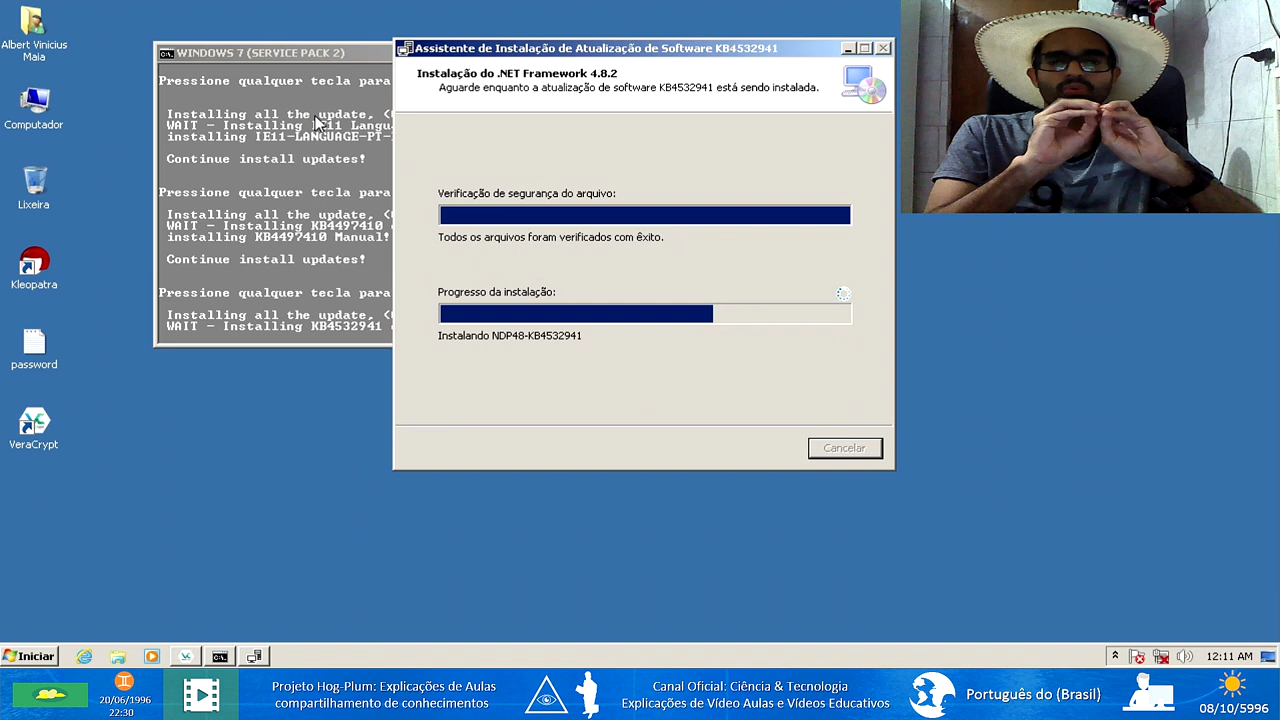 Albert Vinicius
Maia
Computador
Lixeira
Kleopatra
password
VeraCrypt
WINDOWS 7 (SERVICE PACK 2)
Pressione qualquer tecla para
Installing all the update, <
WAIT - Installing IE11 Langu
installing IE11-LANGUAGE-PT-
Continue install updates!
Pressione qualquer tecla para
Installing all the update, <
WAIT - Installing KB4497410
installing KB4497410 Manual!
Continue install updates!
Pressione qualquer tecla para
Installing all the update, <
WAIT - Installing KB4532941
Assistente de Instalação de Atualização de Software KB4532941
Instalação do .NET Framework 4.8.2
Aguarde enquanto a atualização de software KB4532941 está sendo instalada.
Verificação de segurança do arquivo:
Todos os arquivos foram verificados com êxito.
Progresso da instalação:
Instalando NDP48-KB4532941
Cancelar
1977
Iniciar
12:11 AM
20/06/1996
22:30
Projeto Hog-Plum: Explicações de Aulas
compartilhamento de conhecimentos
Canal Oficial: Ciência & Tecnologia
Explicações de Vídeo Aulas e Vídeos Educativos
Português do (Brasil)
08/10/5996